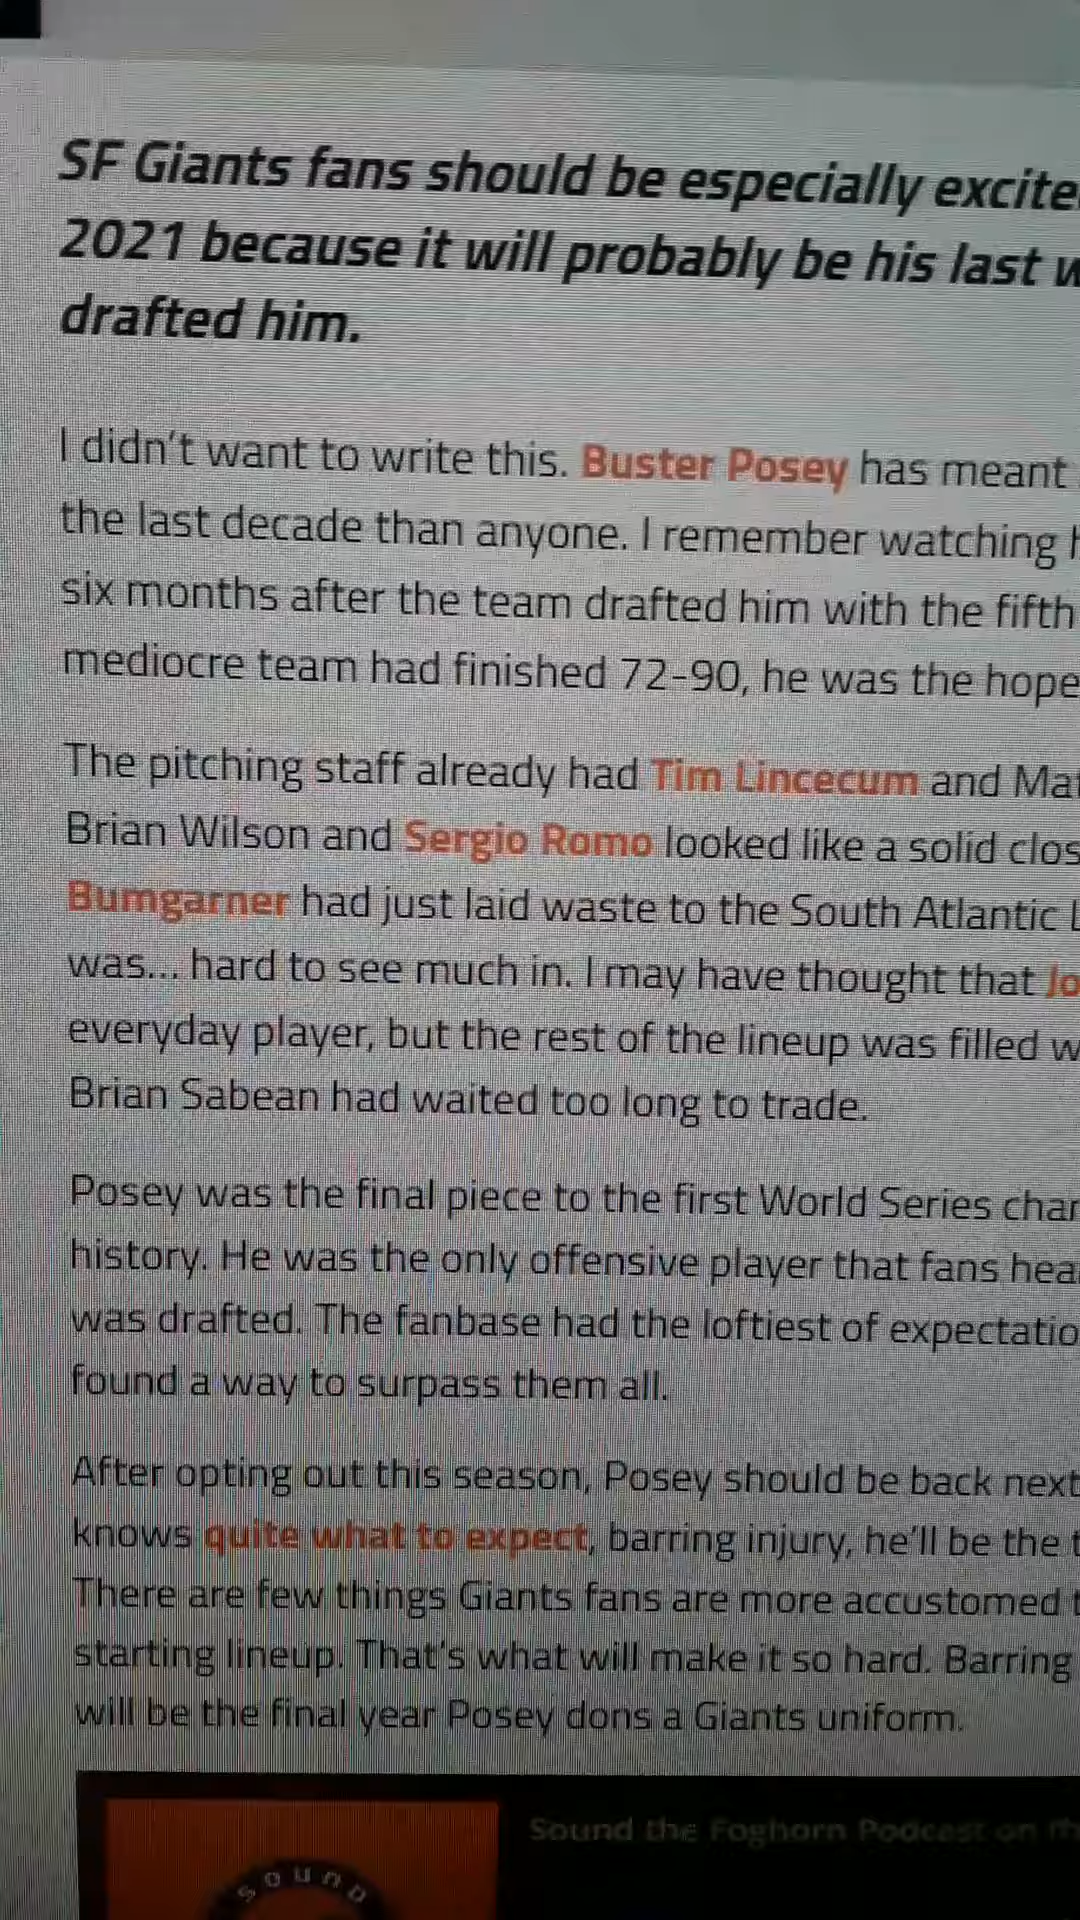 SF Giants fans should be especially excite
2021 because it will probably be his last w
drafted him.
I didn't want to write this. Buster Posey has meant
the last decade than anyone. I remember watching h
six months after the team drafted him with the fifth
mediocre team had finished 72-90, he was the hope
The pitching staff already had Tim Lincecum and Mat
Brian Wilson and Sergio Romo looked like a solid clos
Bumgarner had just laid waste to the South Atlantic L
was... hard to see much in. I may have thought that Jo
everyday player, but the rest of the lineup was filled w
Brian Sabean had waited too long to trade.
Posey was the final piece to the first World Series cham
history. He was the only offensive player that fans hea
was drafted. The fanbase had the loftiest of expectatio
found a way to surpass them all.
After opting out this season, Posey should be back next
knows quite what to expect, barring injury, he'll be the t
There are few things Giants fans are more accustomed t
starting lineup. That's what will make it so hard. Barring
will be the final year Posey dons a Giants uniform.
Sound the Foghorn Podcast on
SOUND